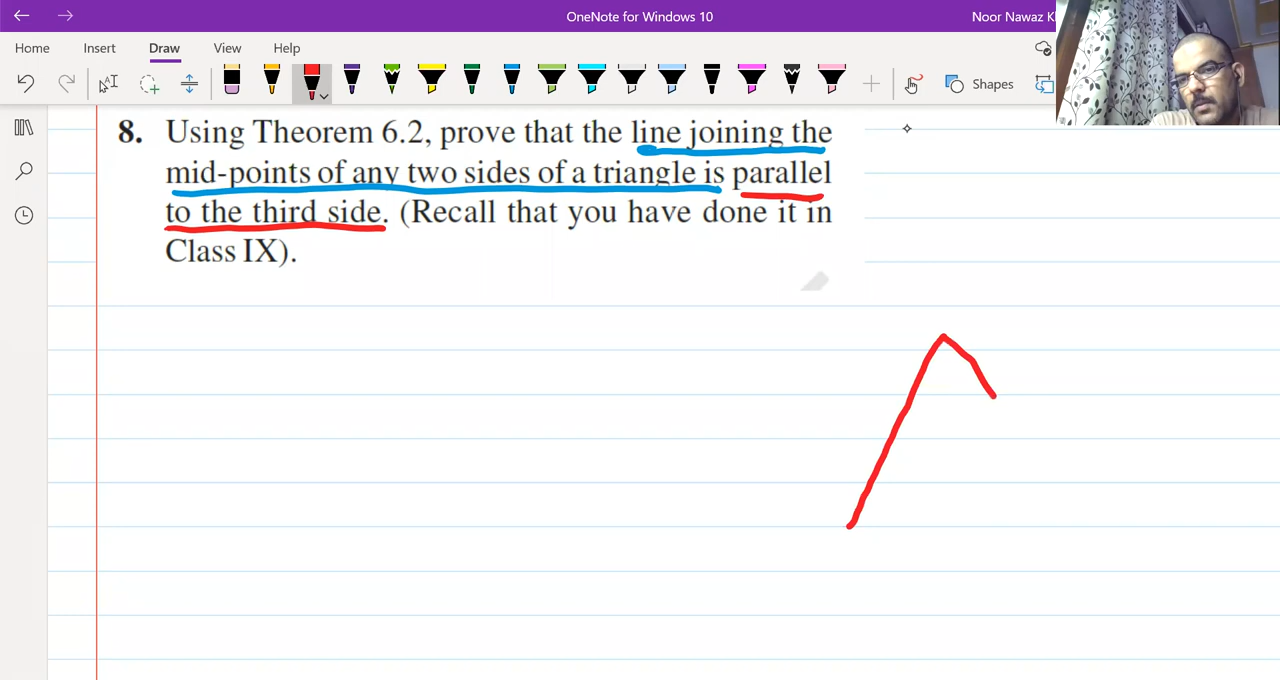 OneNote for Windows 10
Noor Nawaz K
Home Insert Draw View Help
Shapes
8. Using Theorem 6.2, prove that the line joining the
mid-points of any two sides of a triangle is parallel
to the third side. (Recall that you have done it in
Class IX).